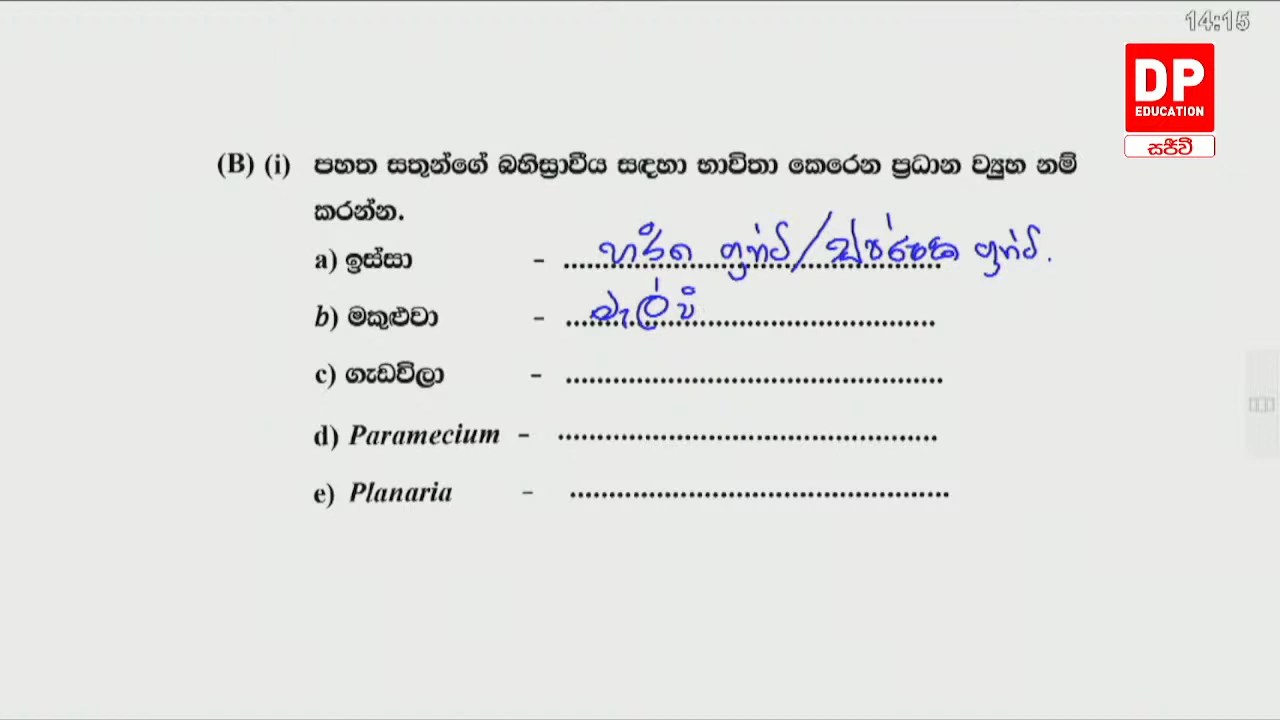 14:15
DP
EDUCATION
සජීවී
(B) (i) පහත සතුන්ගේ බහිස්‍රාවීය සඳහා භාවිතා කෙරෙන ප්‍රධාන ව්‍යුහ නම්
කරන්න.
a) ඉස්සා - හරිත ග්‍රන්ථි/ස්පර්ශක ග්‍රන්ථි.
b) මකුළුවා - මැල්පි
c) ගැඩවිලා -
d) Paramecium -
e) Planaria -